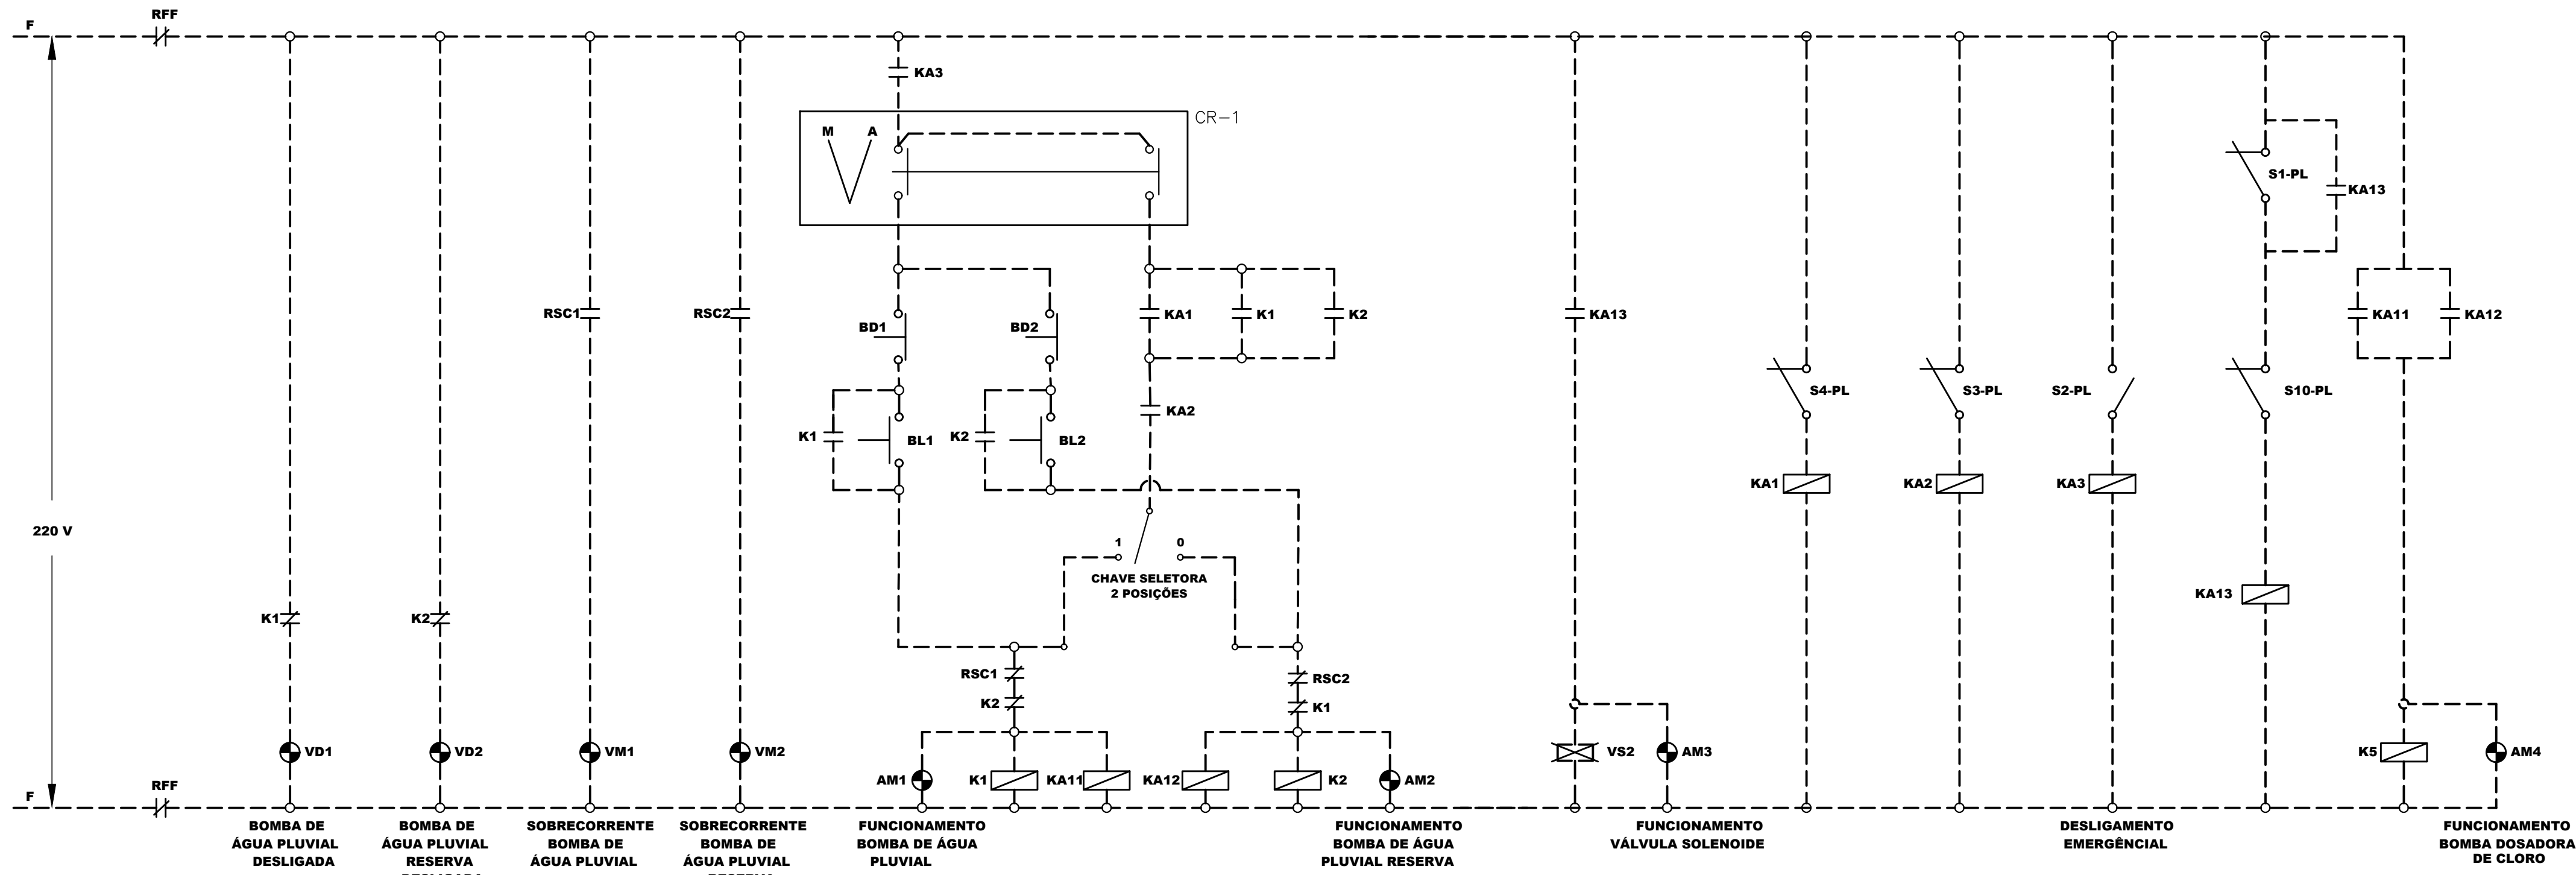 F
RFF
KA3
CR-1
M
A
S1-PL
KA13
RSC1
RSC2
BD1
BD2
KA1
K1
K2
KA13
KA11
KA12
S4-PL
S3-PL
S2-PL
S10-PL
KA2
K1
BL1
K2
BL2
KA1
KA2
KA3
220 V
1
0
CHAVE SELETORA
2 POSIÇÕES
KA13
K1
K2
RSC1
RSC2
K2
K1
VD1
VD2
VM1
VM2
VS2
AM3
K5
AM4
AM1
K1
KA11
KA12
K2
AM2
F
RFF
BOMBA DE
ÁGUA PLUVIAL
DESLIGADA
BOMBA DE
ÁGUA PLUVIAL
RESERVA
DESLIGADA
SOBRECORRENTE
BOMBA DE
ÁGUA PLUVIAL
SOBRECORRENTE
BOMBA DE
ÁGUA PLUVIAL
RESERVA
FUNCIONAMENTO
BOMBA DE ÁGUA
PLUVIAL
FUNCIONAMENTO
BOMBA DE ÁGUA
PLUVIAL RESERVA
FUNCIONAMENTO
VÁLVULA SOLENOIDE
DESLIGAMENTO
EMERGÊNCIAL
FUNCIONAMENTO
BOMBA DOSADORA
DE CLORO